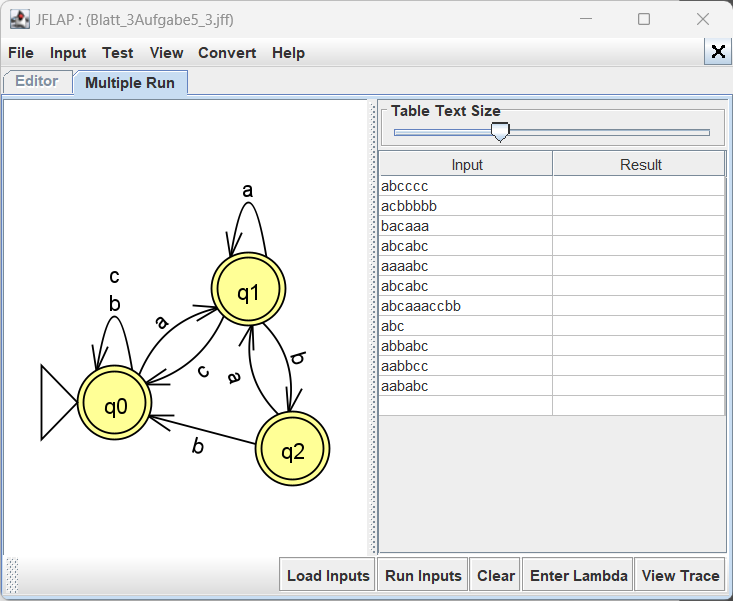 JFLAP : (Blatt_3Aufgabe5_3.jff)
File Input Test View Convert Help
Editor Multiple Run
Table Text Size
Input Result
abcccc
acbbbbb
bacaaa
abcabc
aaaabc
abcabc
abcaaaccbb
abc
abbabc
aabbcc
aababc
a
q1
c
b
a
c
a
b
q0
b
q2
Load Inputs Run Inputs Clear Enter Lambda View Trace